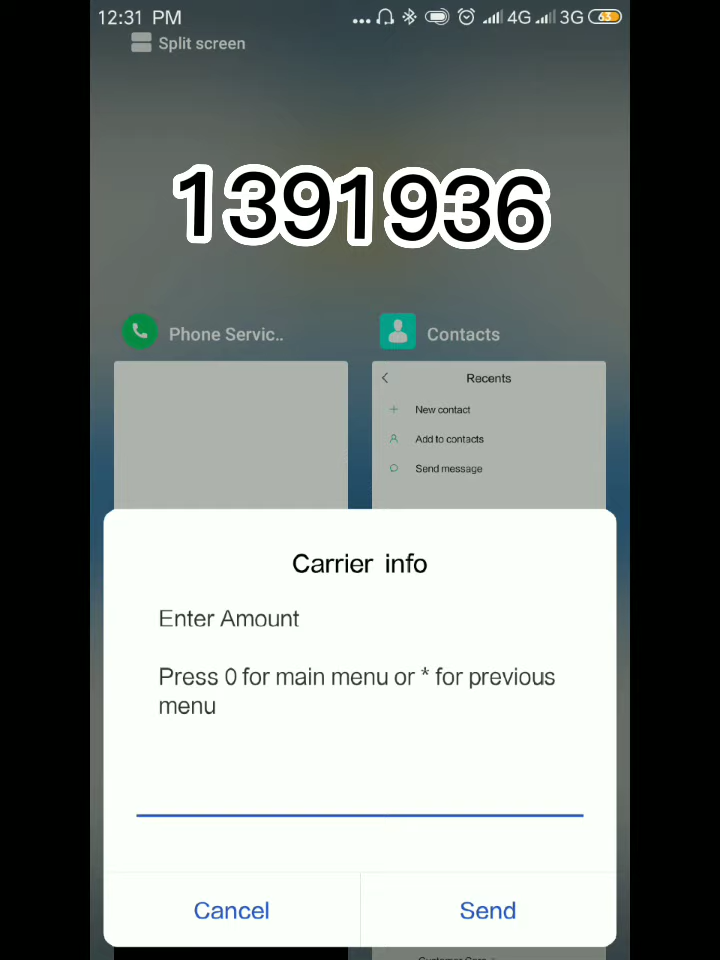 12:31 PM
4G
3G
63
Split screen
1391936
Phone Servic..
Contacts
Recents
New contact
Add to contacts
Send message
Carrier info
Enter Amount
Press 0 for main menu or * for previous
menu
Cancel
Send